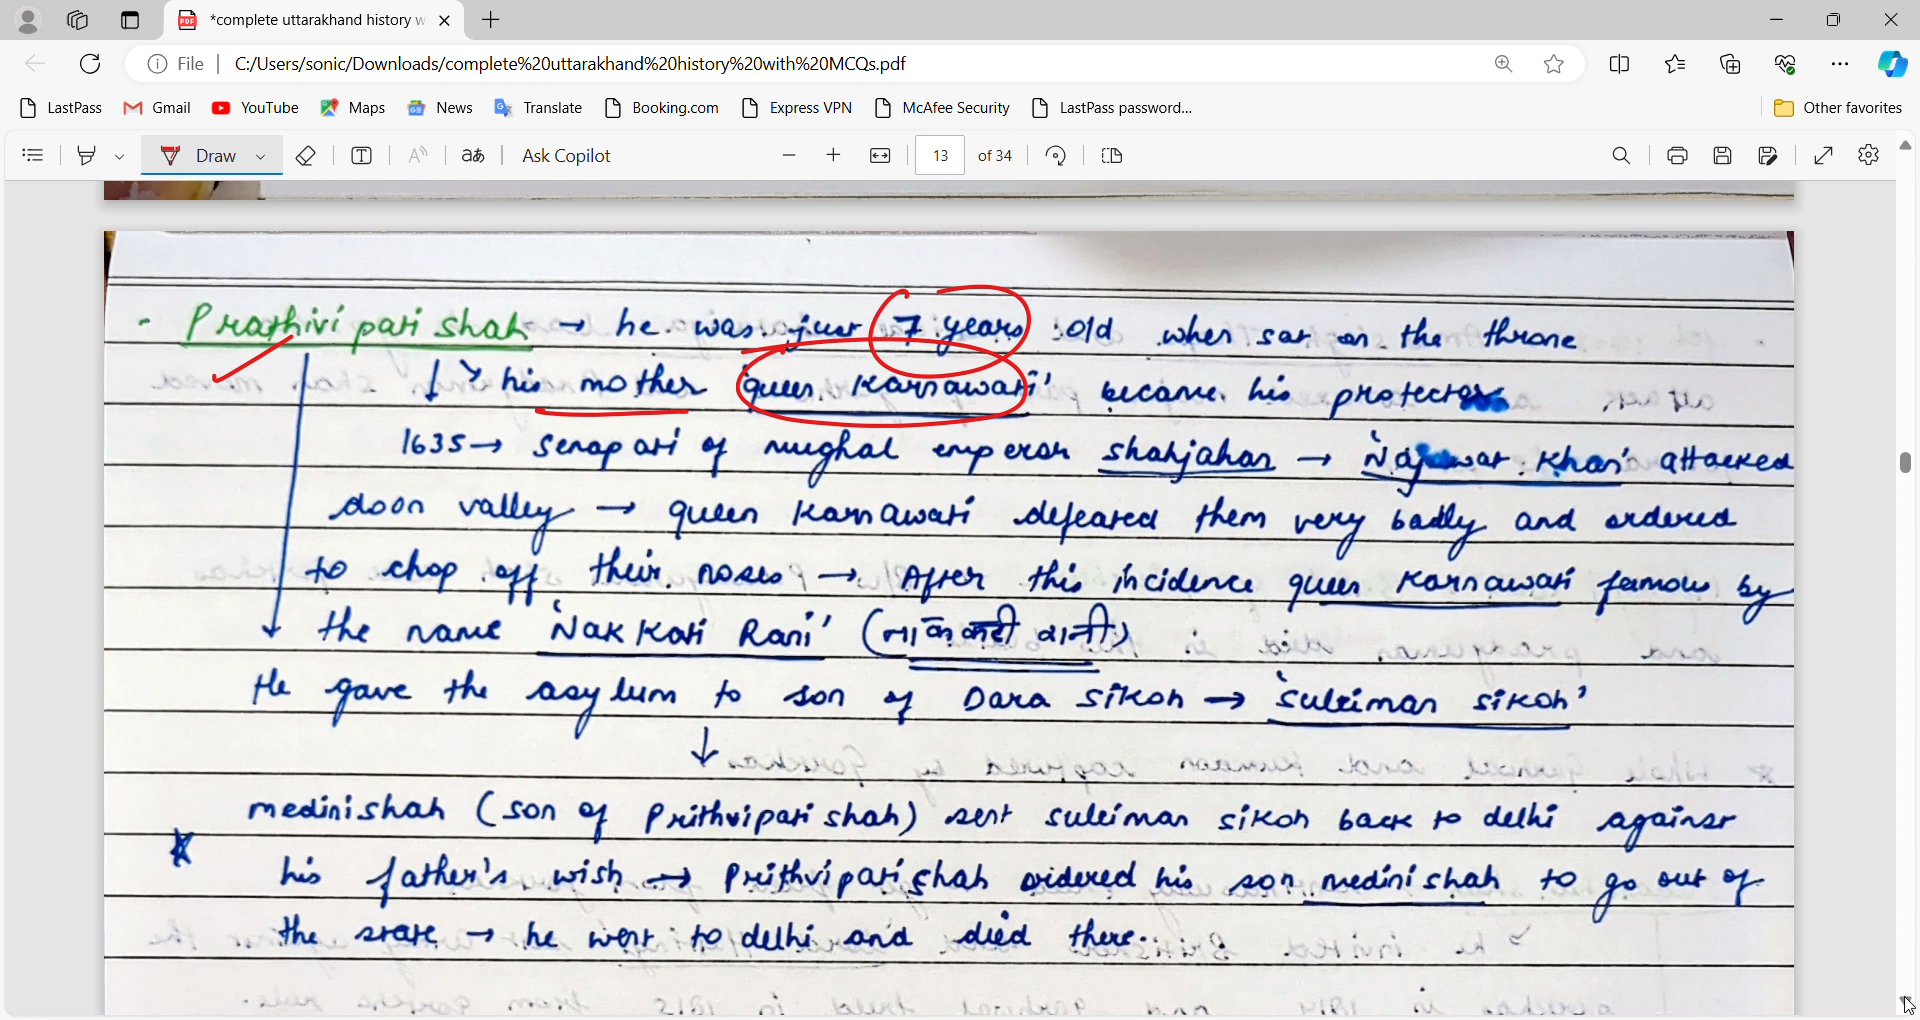 *complete uttarakhand history w
File C:/Users/sonic/Downloads/complete%20uttarakhand%20history%20with%20MCQs.pdf
LastPass Gmail YouTube Maps News Translate Booking.com Express VPN McAfee Security LastPass password... Other favorites
Draw Ask Copilot 13 of 34
- Prathivi pati shah → he was just 7 years old when sat on the throne
↓ ↘ his mother 'queen Karnawati' became his protector
1635 → Senapati of mughal emperor shahjahan → 'Najawat Khan' attacked
doon valley → queen Karnawati defeated them very badly and ordered
to chop off their noses → After this incidence queen Karnawati famous by
↓ the name 'Nak Kati Rani' (नाक कटी रानी)
He gave the asylum to son of Dara sikoh → 'suleiman sikoh'
↓
medinishah (son of Prithvipati shah) sent suleiman sikoh back to delhi against
his father's wish → Prithvipati shah ordered his son medinishah to go out of
the state → he went to delhi and died there.